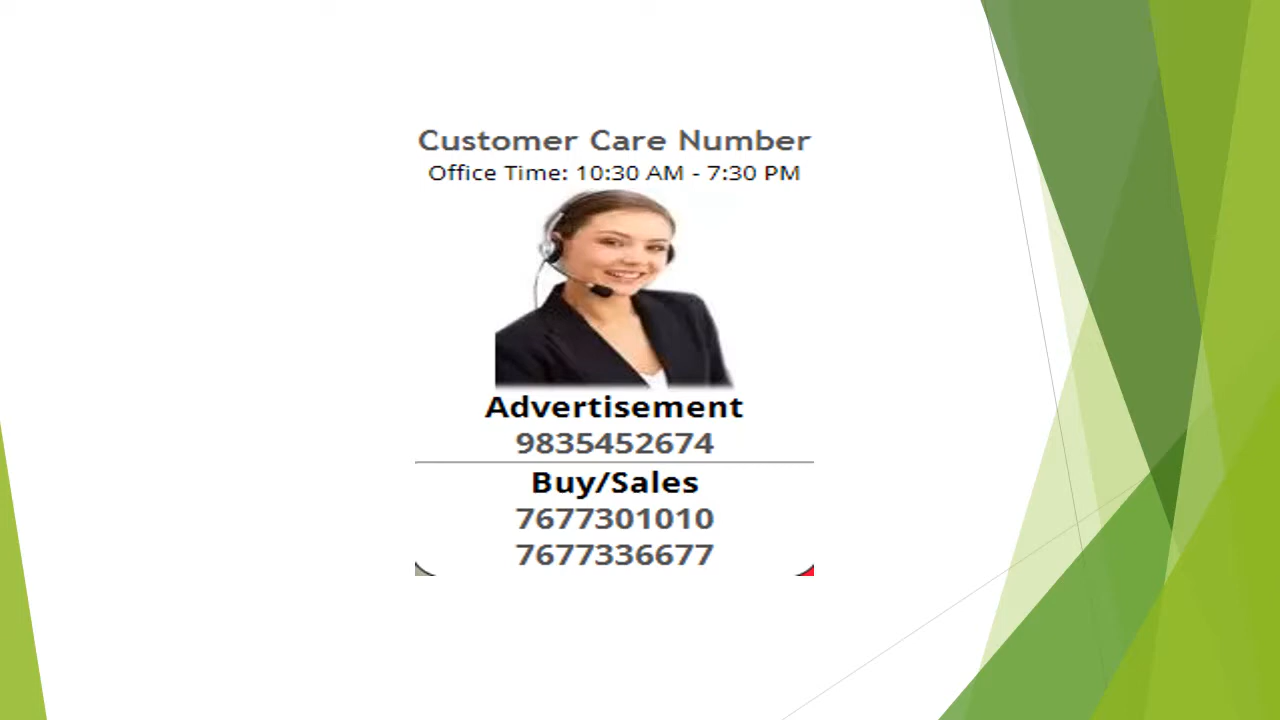 Customer Care Number
Office Time: 10:30 AM - 7:30 PM
Advertisement
9835452674
Buy/Sales
7677301010
7677336677